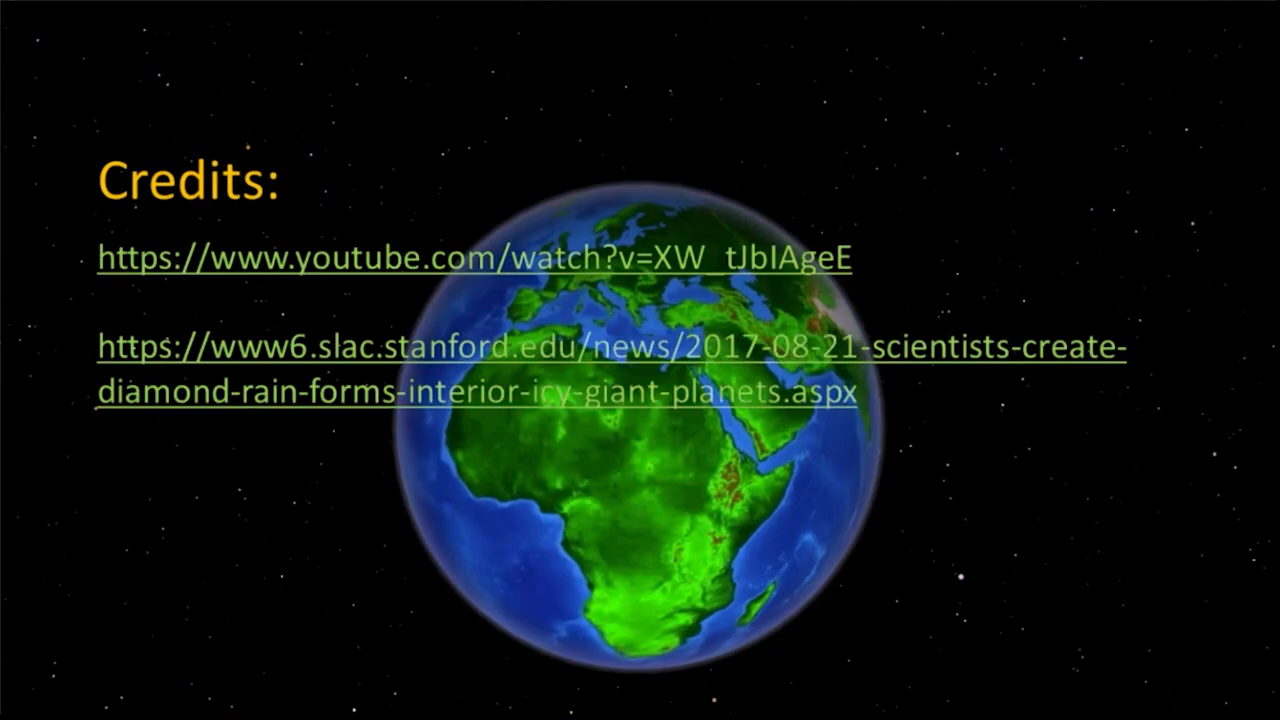 Credits:
https://www.youtube.com/watch?v=XW_tJbIAgeE
https://www6.slac.stanford.edu/news/2017-08-21-scientists-create-
diamond-rain-forms-interior-icy-giant-planets.aspx